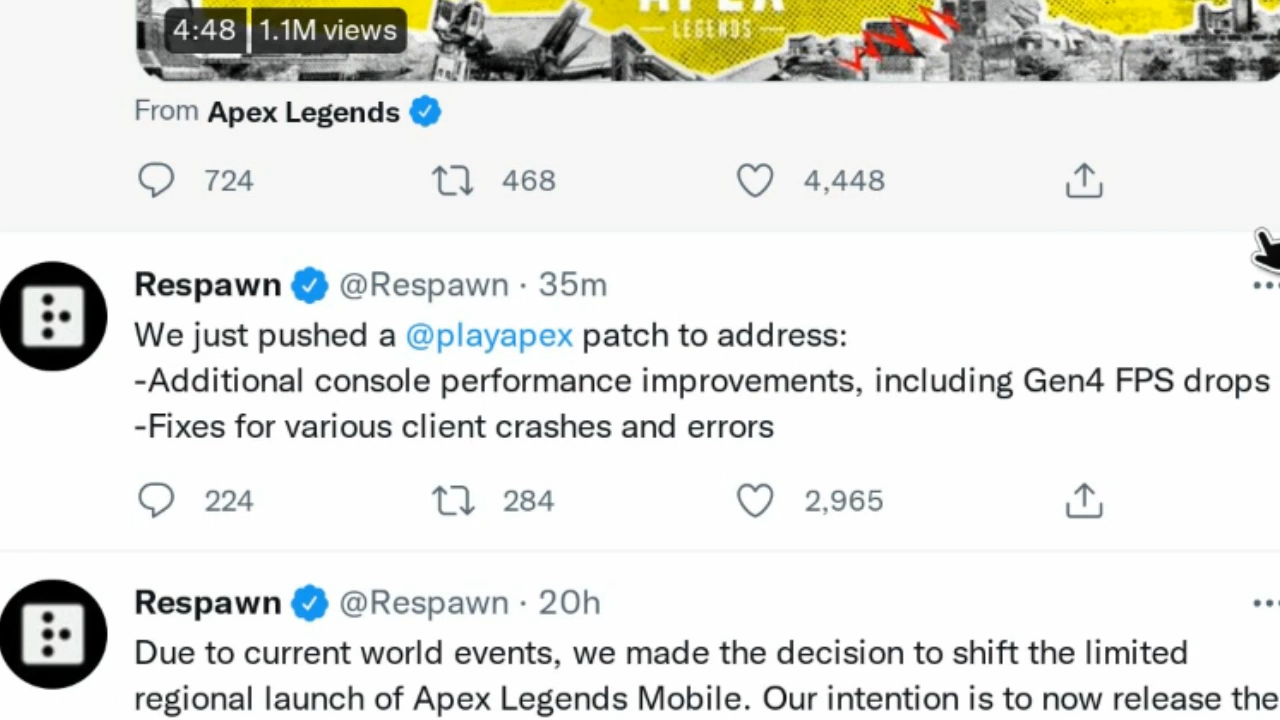 APEX
LEGENDS
4:48 1.1M views
From Apex Legends
724 468 4,448
Respawn @Respawn · 35m
We just pushed a @playapex patch to address:
-Additional console performance improvements, including Gen4 FPS drops
-Fixes for various client crashes and errors
224 284 2,965
Respawn @Respawn · 20h
Due to current world events, we made the decision to shift the limited
regional launch of Apex Legends Mobile. Our intention is to now release the